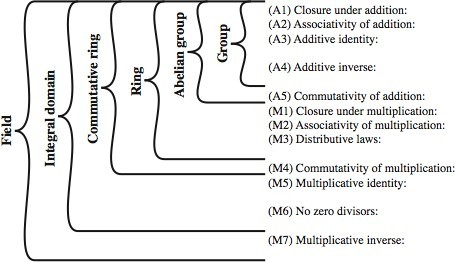 Field
Integral domain
Commutative ring
Ring
Abelian group
Group
(A1) Closure under addition:
(A2) Associativity of addition:
(A3) Additive identity:
(A4) Additive inverse:
(A5) Commutativity of addition:
(M1) Closure under multiplication:
(M2) Associativity of multiplication:
(M3) Distributive laws:
(M4) Commutativity of multiplication:
(M5) Multiplicative identity:
(M6) No zero divisors:
(M7) Multiplicative inverse: